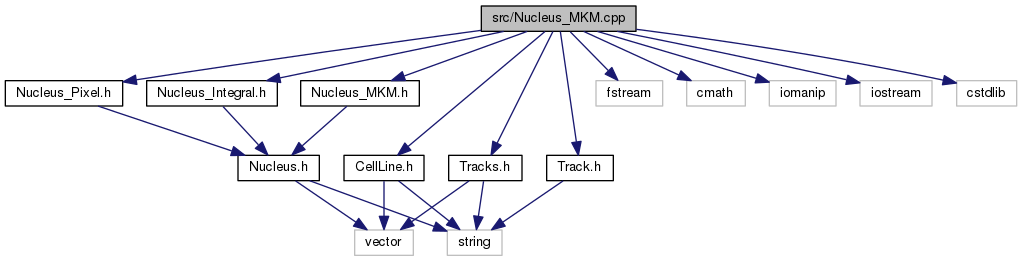 src/Nucleus_MKM.cpp
Nucleus_Pixel.h
Nucleus_Integral.h
Nucleus_MKM.h
fstream
cmath
iomanip
iostream
cstdlib
Nucleus.h
CellLine.h
Tracks.h
Track.h
vector
string